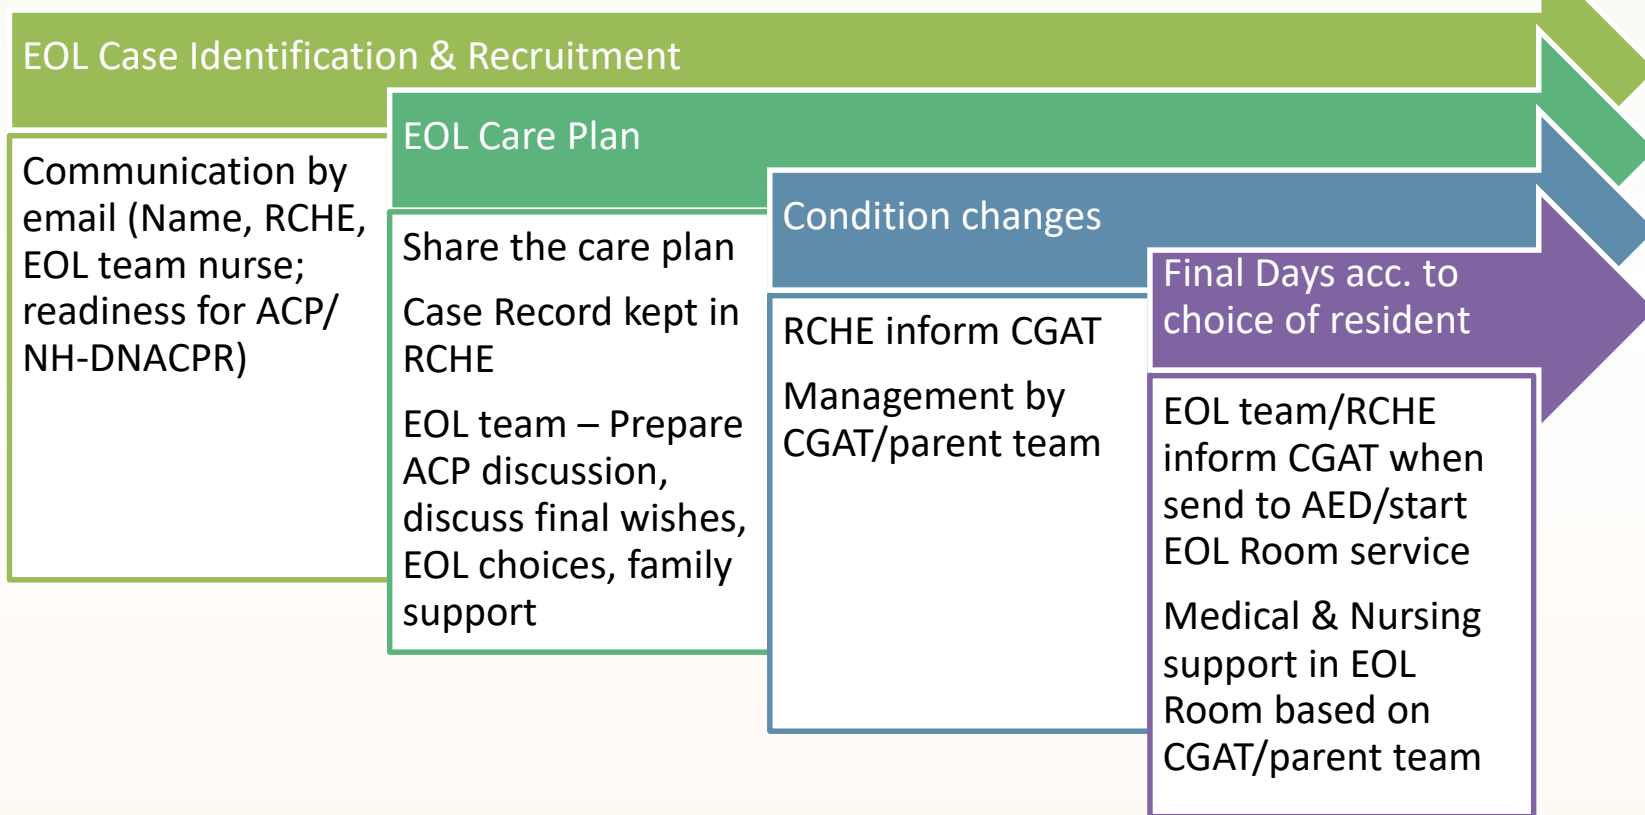 EOL Case Identification & Recruitment
Communication by
email (Name, RCHE,
EOL team nurse;
readiness for ACP/
NH-DNACPR)
EOL Care Plan
Share the care plan
Case Record kept in
RCHE
EOL team – Prepare
ACP discussion,
discuss final wishes,
EOL choices, family
support
Condition changes
RCHE inform CGAT
Management by
CGAT/parent team
Final Days acc. to
choice of resident
EOL team/RCHE
inform CGAT when
send to AED/start
EOL Room service
Medical & Nursing
support in EOL
Room based on
CGAT/parent team